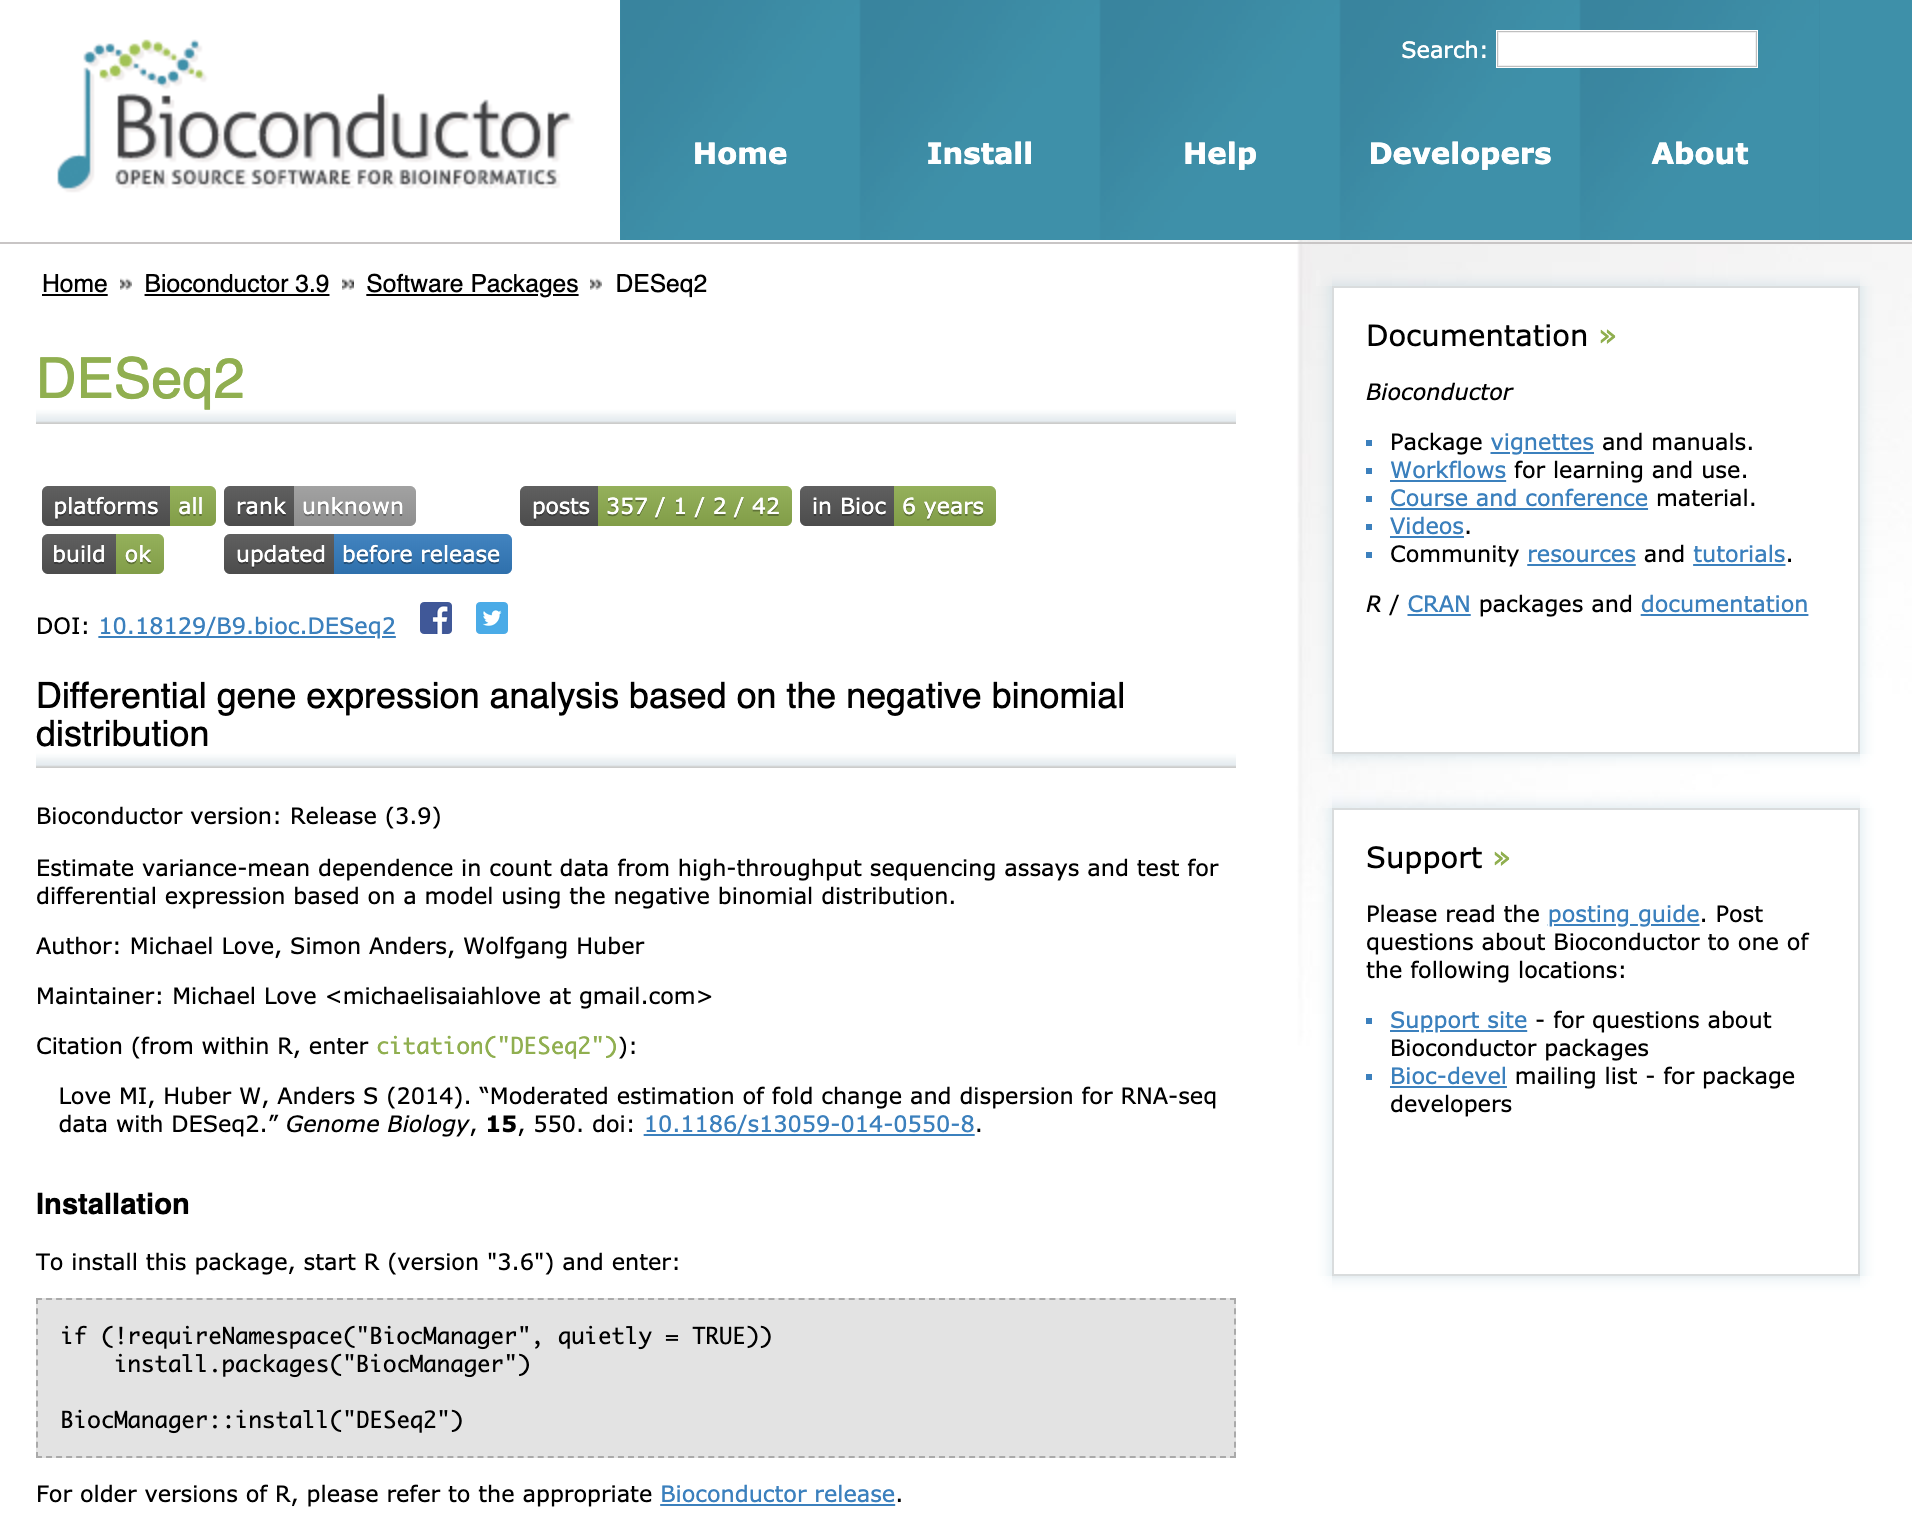 Bioconductor
OPEN SOURCE SOFTWARE FOR BIOINFORMATICS
Search:
Home Install Help Developers About
Home » Bioconductor 3.9 » Software Packages » DESeq2
DESeq2
platforms all rank unknown posts 357 / 1 / 2 / 42 in Bioc 6 years
build ok updated before release
DOI: 10.18129/B9.bioc.DESeq2
Differential gene expression analysis based on the negative binomial
distribution
Bioconductor version: Release (3.9)
Estimate variance-mean dependence in count data from high-throughput sequencing assays and test for
differential expression based on a model using the negative binomial distribution.
Author: Michael Love, Simon Anders, Wolfgang Huber
Maintainer: Michael Love <michaelisaiahlove at gmail.com>
Citation (from within R, enter citation("DESeq2")):
Love MI, Huber W, Anders S (2014). “Moderated estimation of fold change and dispersion for RNA-seq
data with DESeq2.” Genome Biology, 15, 550. doi: 10.1186/s13059-014-0550-8.
Installation
To install this package, start R (version "3.6") and enter:
if (!requireNamespace("BiocManager", quietly = TRUE))
    install.packages("BiocManager")
BiocManager::install("DESeq2")
For older versions of R, please refer to the appropriate Bioconductor release.
Documentation »
Bioconductor
Package vignettes and manuals.
Workflows for learning and use.
Course and conference material.
Videos.
Community resources and tutorials.
R / CRAN packages and documentation
Support »
Please read the posting guide. Post
questions about Bioconductor to one of
the following locations:
Support site - for questions about
Bioconductor packages
Bioc-devel mailing list - for package
developers